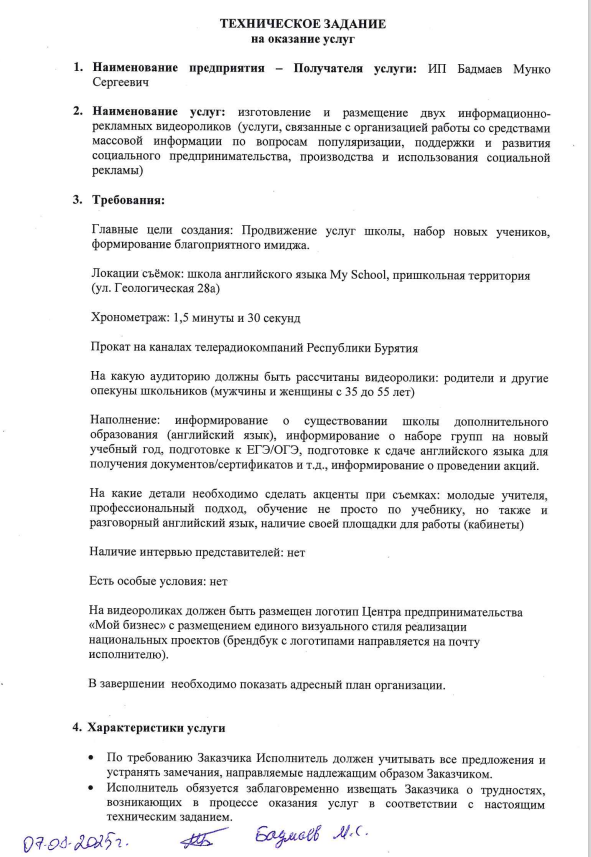 ТЕХНИЧЕСКОЕ ЗАДАНИЕ
на оказание услуг
1. Наименование предприятия – Получателя услуги: ИП Бадмаев Мунко
Сергеевич
2. Наименование услуг: изготовление и размещение двух информационно-
рекламных видеороликов (услуги, связанные с организацией работы со средствами
массовой информации по вопросам популяризации, поддержки и развития
социального предпринимательства, производства и использования социальной
рекламы)
3. Требования:
Главные цели создания: Продвижение услуг школы, набор новых учеников,
формирование благоприятного имиджа.
Локации съёмок: школа английского языка My School, пришкольная территория
(ул. Геологическая 28а)
Хронометраж: 1,5 минуты и 30 секунд
Прокат на каналах телерадиокомпаний Республики Бурятия
На какую аудиторию должны быть рассчитаны видеоролики: родители и другие
опекуны школьников (мужчины и женщины с 35 до 55 лет)
Наполнение: информирование о существовании школы дополнительного
образования (английский язык), информирование о наборе групп на новый
учебный год, подготовке к ЕГЭ/ОГЭ, подготовке к сдаче английского языка для
получения документов/сертификатов и т.д., информирование о проведении акций.
На какие детали необходимо сделать акценты при съемках: молодые учителя,
профессиональный подход, обучение не просто по учебнику, но также и
разговорный английский язык, наличие своей площадки для работы (кабинеты)
Наличие интервью представителей: нет
Есть особые условия: нет
На видеороликах должен быть размещен логотип Центра предпринимательства
«Мой бизнес» с размещением единого визуального стиля реализации
национальных проектов (брендбук с логотипами направляется на почту
исполнителю).
В завершении необходимо показать адресный план организации.
4. Характеристики услуги
• По требованию Заказчика Исполнитель должен учитывать все предложения и
устранять замечания, направляемые надлежащим образом Заказчиком.
• Исполнитель обязуется заблаговременно извещать Заказчика о трудностях,
возникающих в процессе оказания услуг в соответствии с настоящим
техническим заданием.
Бадмаев М.С.